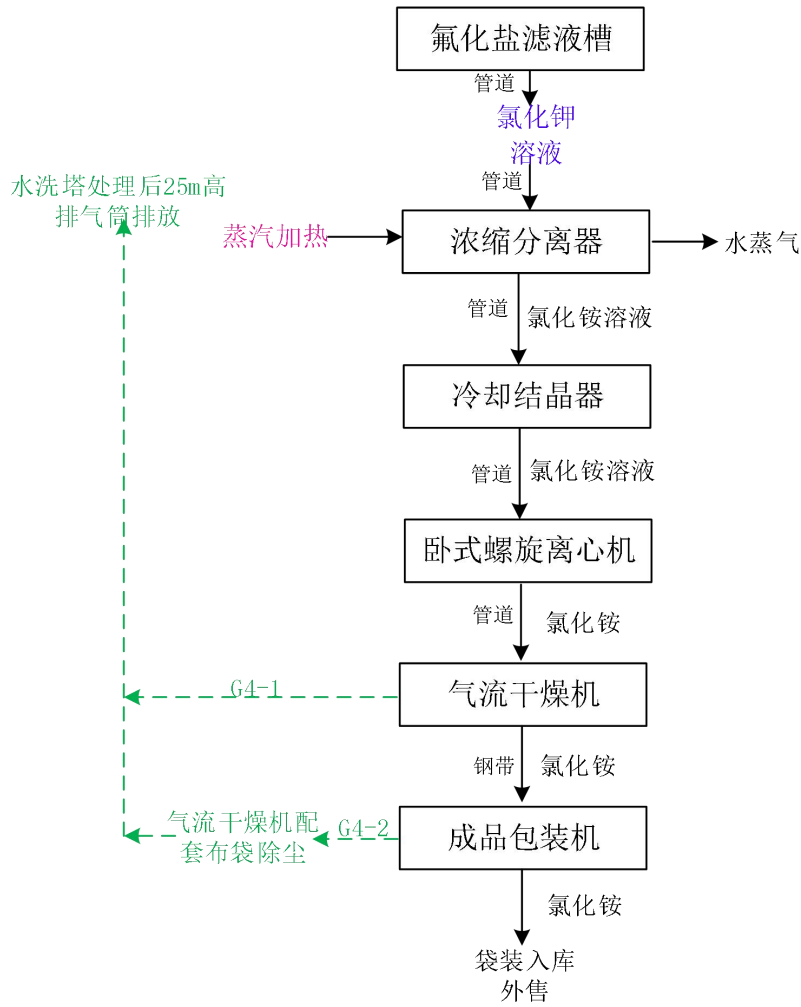 氟化盐滤液槽
管道
氯化钾
溶液
管道
水洗塔处理后25m高
排气筒排放
蒸汽加热
浓缩分离器
水蒸气
管道
氯化铵溶液
冷却结晶器
管道
氯化铵溶液
卧式螺旋离心机
管道
氯化铵
G4-1
气流干燥机
钢带
氯化铵
气流干燥机配
套布袋除尘
G4-2
成品包装机
氯化铵
袋装入库
外售